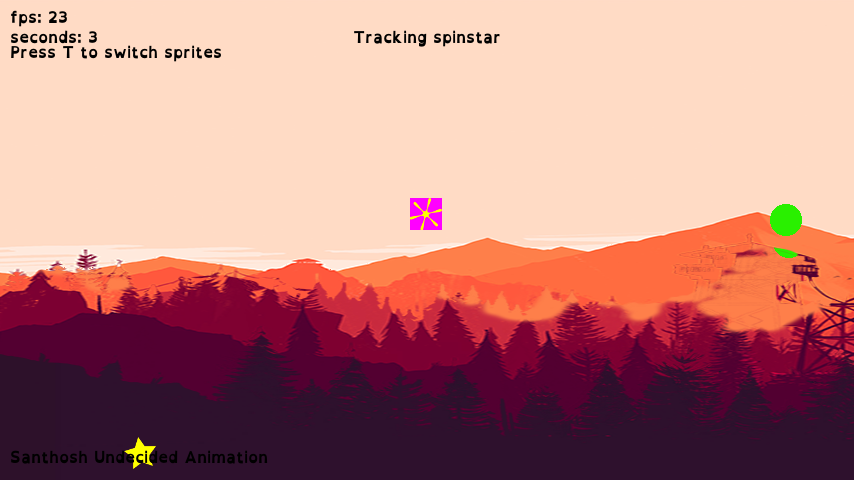 fps: 23
seconds: 3
Tracking spinstar
Press T to switch sprites
Santhosh Undecided Animation